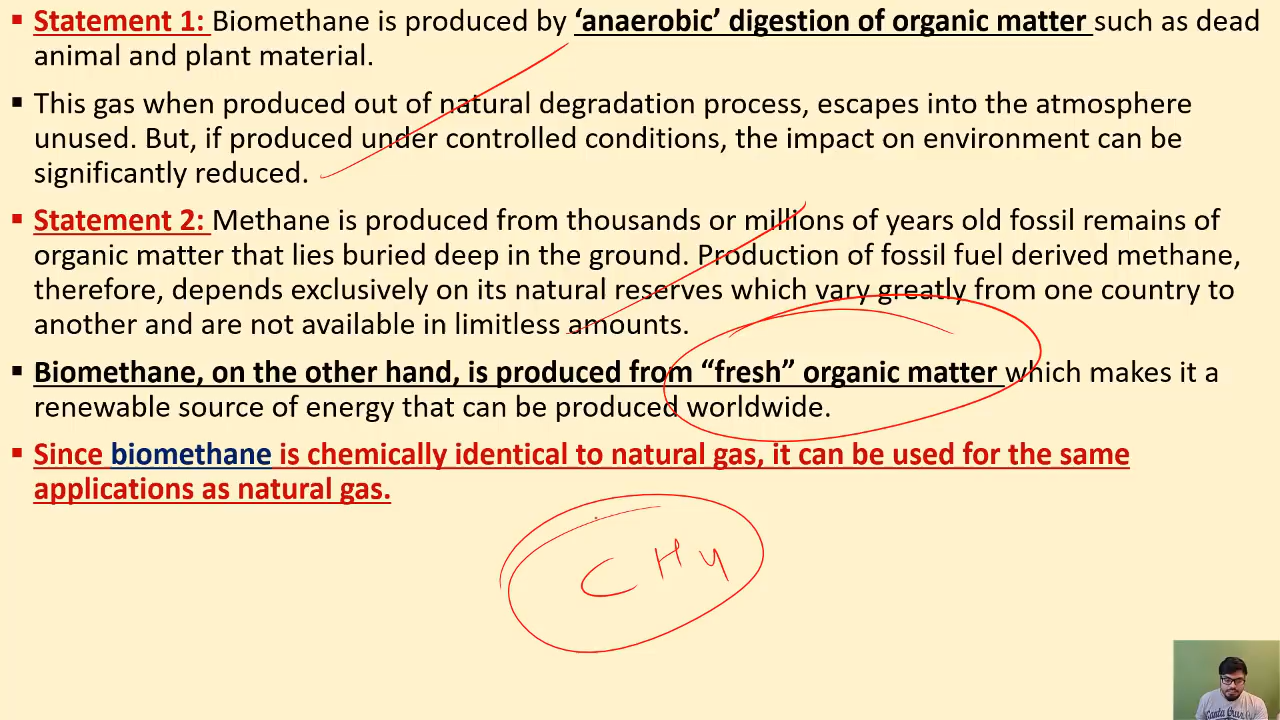 ▪ Statement 1: Biomethane is produced by ‘anaerobic’ digestion of organic matter such as dead
animal and plant material.
▪ This gas when produced out of natural degradation process, escapes into the atmosphere
unused. But, if produced under controlled conditions, the impact on environment can be
significantly reduced.
▪ Statement 2: Methane is produced from thousands or millions of years old fossil remains of
organic matter that lies buried deep in the ground. Production of fossil fuel derived methane,
therefore, depends exclusively on its natural reserves which vary greatly from one country to
another and are not available in limitless amounts.
▪ Biomethane, on the other hand, is produced from “fresh” organic matter which makes it a
renewable source of energy that can be produced worldwide.
▪ Since biomethane is chemically identical to natural gas, it can be used for the same
applications as natural gas.
CH4